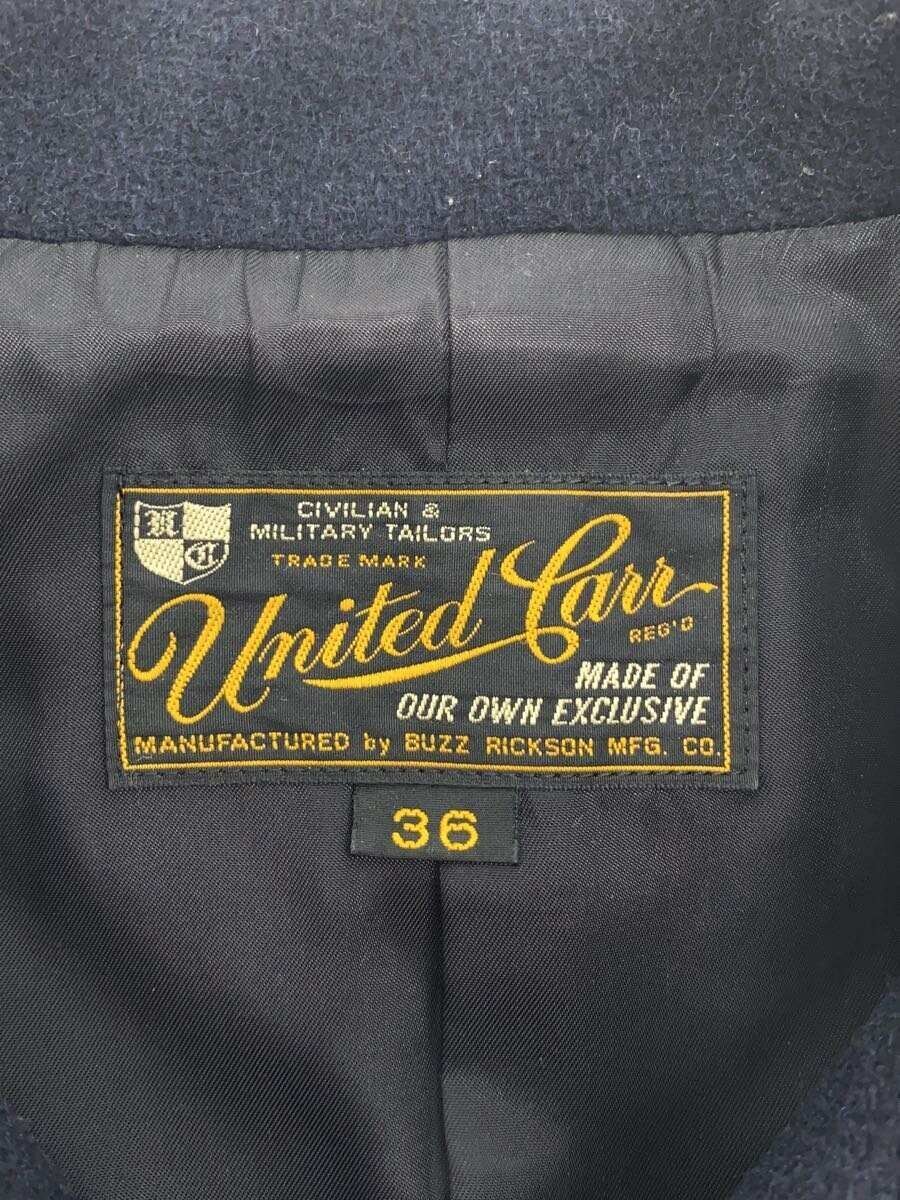 CIVILIAN &
MILITARY TAILORS
TRADE MARK
United Carr
REG'D
MADE OF
OUR OWN EXCLUSIVE
MANUFACTURED by BUZZ RICKSON MFG. CO.
36